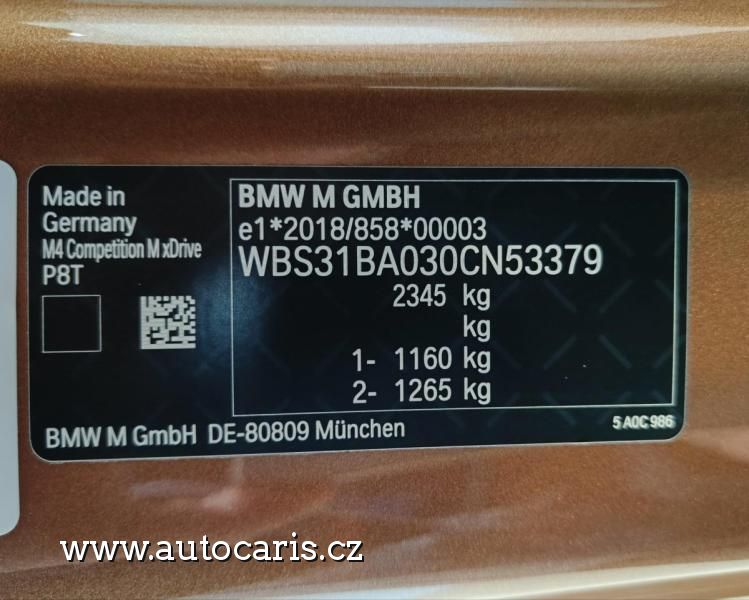 Made in
Germany
M4 Competition M xDrive
P8T
BMW M GMBH
e1*2018/858*00003
WBS31BA030CN53379
2345 kg
kg
1- 1160 kg
2- 1265 kg
BMW M GmbH DE-80809 München
5 A0C 986
www.autocaris.cz